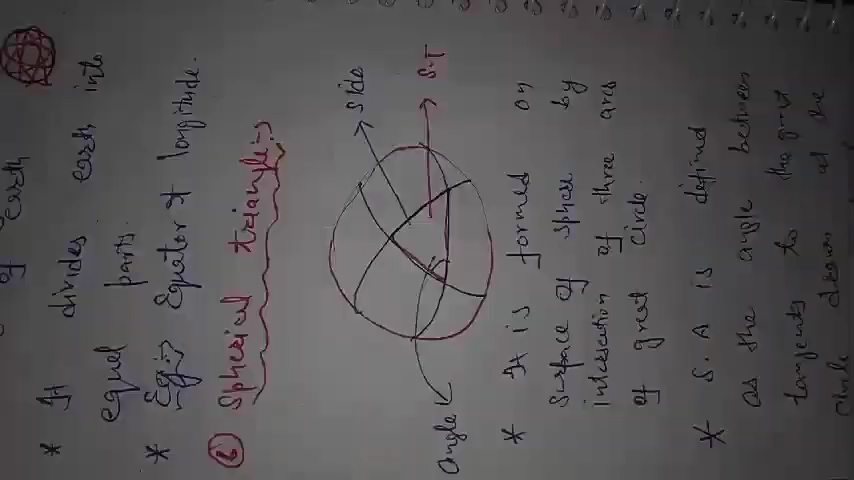 of earth
* It divides earth into
equal parts.
* Eg:- Equator & longitude.
6 Spherical triangle:-
Side
S.T
Angle
* It is formed on
surface of sphere by
intersection of three arcs
of great circle.
* S.A is defined
as the angle between
tangents to the great
circle drawn at the